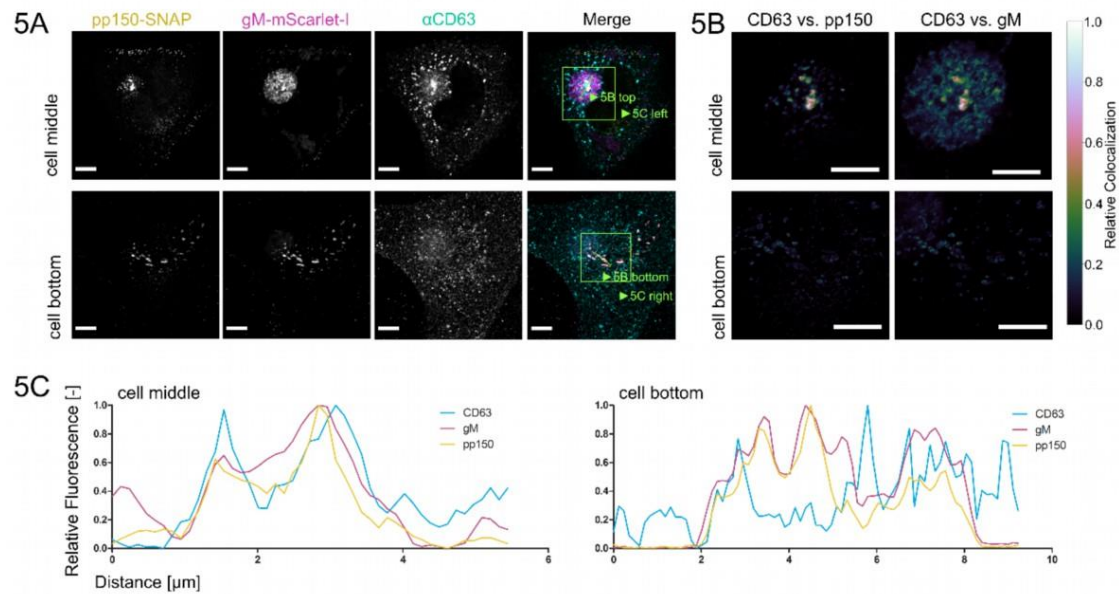 5A
pp150-SNAP gM-mScarlet-I αCD63 Merge
cell middle
5B top
5C left
cell bottom
5B bottom
5C right
5B
CD63 vs. pp150 CD63 vs. gM
cell middle
cell bottom
1.0
0.8
0.6
0.4
0.2
0.0
Relative Colocalization
5C
cell middle
Relative Fluorescence [-]
1.0
0.8
0.6
0.4
0.2
0.0
CD63
gM
pp150
0 2 4 6
Distance [µm]
cell bottom
1.0
0.8
0.6
0.4
0.2
0.0
CD63
gM
pp150
0 2 4 6 8 10